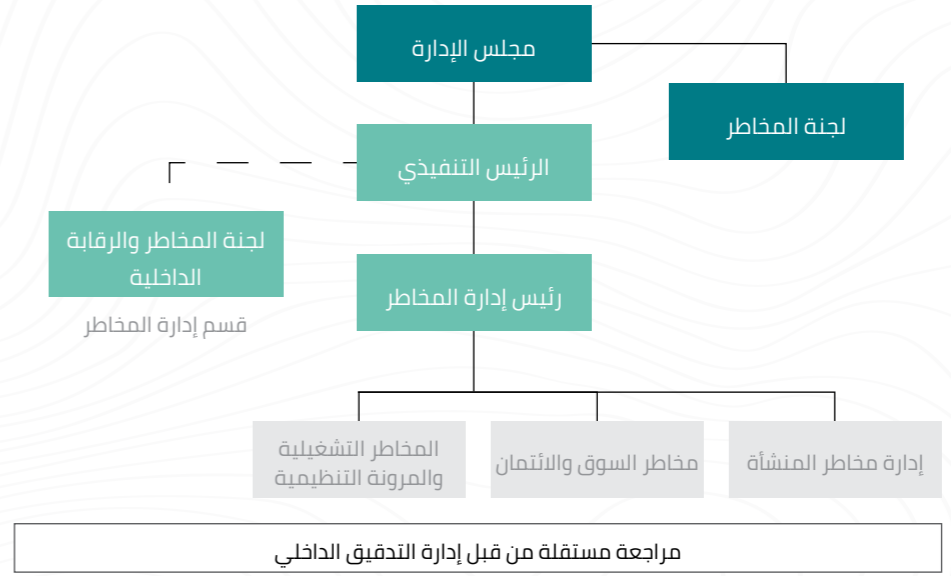 مجلس الإدارة
لجنة المخاطر
الرئيس التنفيذي
لجنة المخاطر والرقابة
الداخلية
قسم إدارة المخاطر
رئيس إدارة المخاطر
إدارة مخاطر المنشأة
مخاطر السوق والائتمان
المخاطر التشغيلية
والمرونة التنظيمية
مراجعة مستقلة من قبل إدارة التدقيق الداخلي